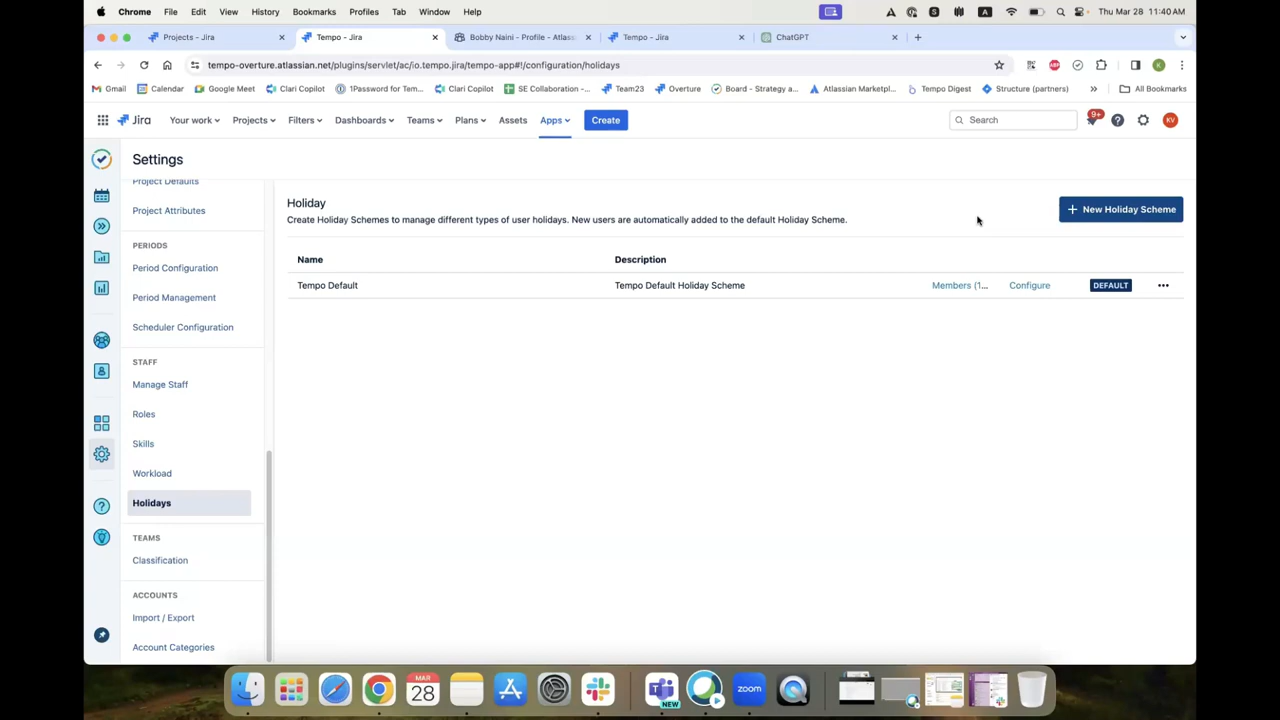 Chrome File Edit View History Bookmarks Profiles Tab Window Help
A
Thu Mar 28 11:40 AM
Projects - Jira
Tempo - Jira
Bobby Naini - Profile - Atlass
Tempo - Jira
ChatGPT
tempo-overture.atlassian.net/plugins/servlet/ac/io.tempo.jira/tempo-app#!/configuration/holidays
ABP
K
Gmail Calendar Google Meet Clari Copilot 1Password for Tem... Clari Copilot SE Collaboration -... Team23 Overture Board - Strategy a... Atlassian Marketpl... Tempo Digest Structure (partners) » All Bookmarks
Jira Your work Projects Filters Dashboards Teams Plans Assets Apps Create
Search
9+
KV
Settings
Project Defaults
Project Attributes
PERIODS
Period Configuration
Period Management
Scheduler Configuration
STAFF
Manage Staff
Roles
Skills
Workload
Holidays
TEAMS
Classification
ACCOUNTS
Import / Export
Account Categories
Holiday
Create Holiday Schemes to manage different types of user holidays. New users are automatically added to the default Holiday Scheme.
+ New Holiday Scheme
Name Description
Tempo Default Tempo Default Holiday Scheme Members (1... Configure DEFAULT •••
MAR
28
NEW
zoom